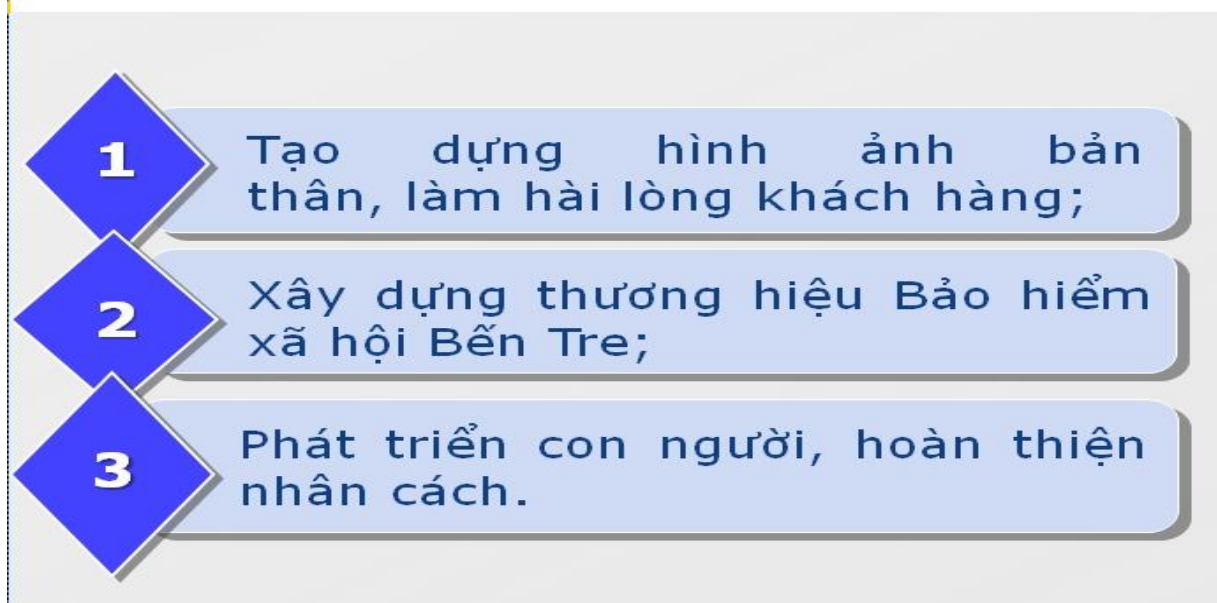 1
Tạo dựng hình ảnh bản
thân, làm hài lòng khách hàng;
2
Xây dựng thương hiệu Bảo hiểm
xã hội Bến Tre;
3
Phát triển con người, hoàn thiện
nhân cách.